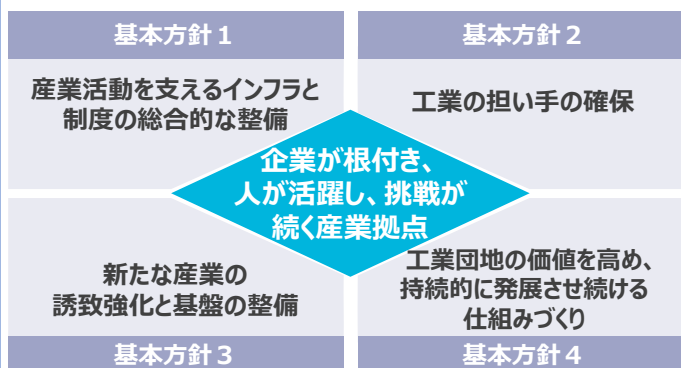 基本方針１
基本方針２
産業活動を支えるインフラと
制度の総合的な整備
工業の担い手の確保
企業が根付き、
人が活躍し、挑戦が
続く産業拠点
新たな産業の
誘致強化と基盤の整備
工業団地の価値を高め、
持続的に発展させ続ける
仕組みづくり
基本方針３
基本方針４